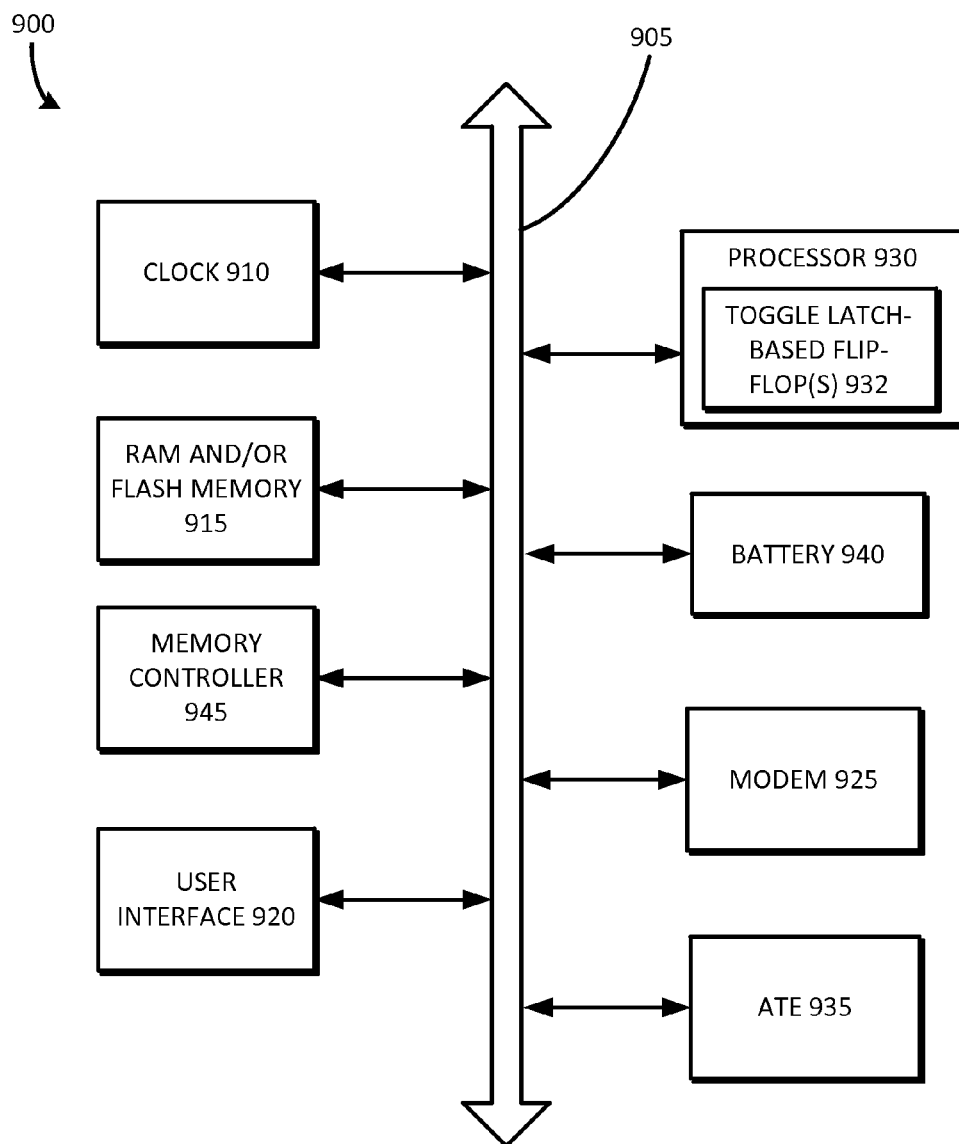 900
905
CLOCK 910
PROCESSOR 930
TOGGLE LATCH-
BASED FLIP-
FLOP(S) 932
RAM AND/OR
FLASH MEMORY
915
BATTERY 940
MEMORY
CONTROLLER
945
MODEM 925
USER
INTERFACE 920
ATE 935